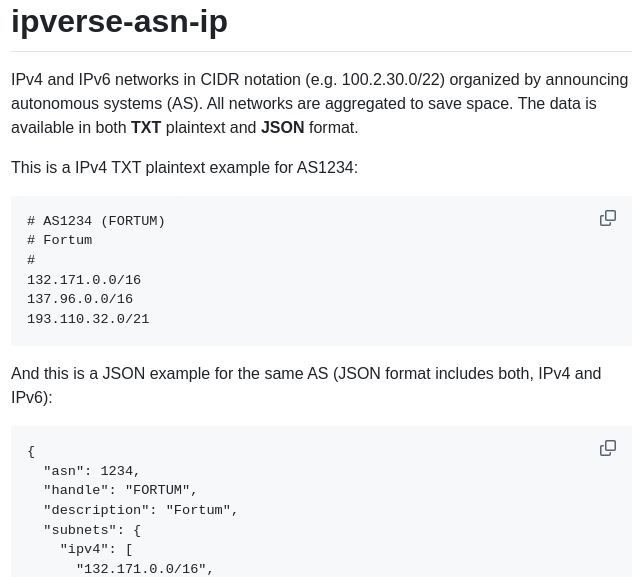 ipverse-asn-ip
IPv4 and IPv6 networks in CIDR notation (e.g. 100.2.30.0/22) organized by announcing
autonomous systems (AS). All networks are aggregated to save space. The data is
available in both TXT plaintext and JSON format.
This is a IPv4 TXT plaintext example for AS1234:
# AS1234 (FORTUM)
# Fortum
#
132.171.0.0/16
137.96.0.0/16
193.110.32.0/21
And this is a JSON example for the same AS (JSON format includes both, IPv4 and
IPv6):
{
  "asn": 1234,
  "handle": "FORTUM",
  "description": "Fortum",
  "subnets": {
    "ipv4": [
      "132.171.0.0/16",